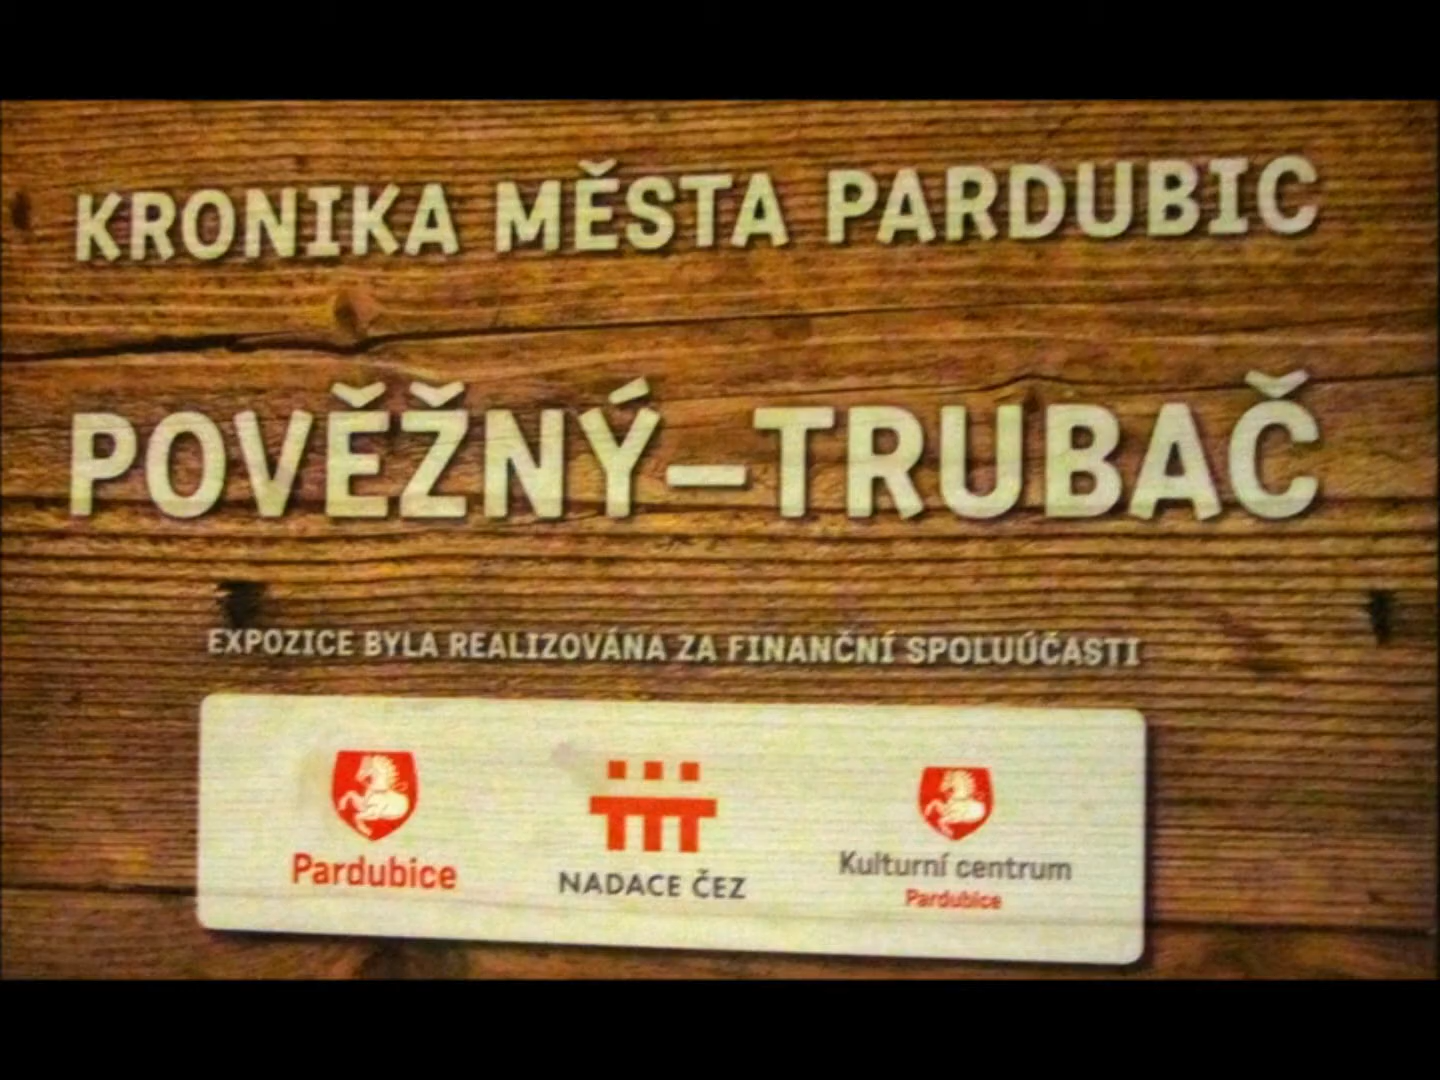 KRONIKA MĚSTA PARDUBIC
POVĚŽNÝ–TRUBAČ
EXPOZICE BYLA REALIZOVÁNA ZA FINANČNÍ SPOLUÚČASTI
Pardubice
NADACE ČEZ
Kulturní centrum
Pardubice